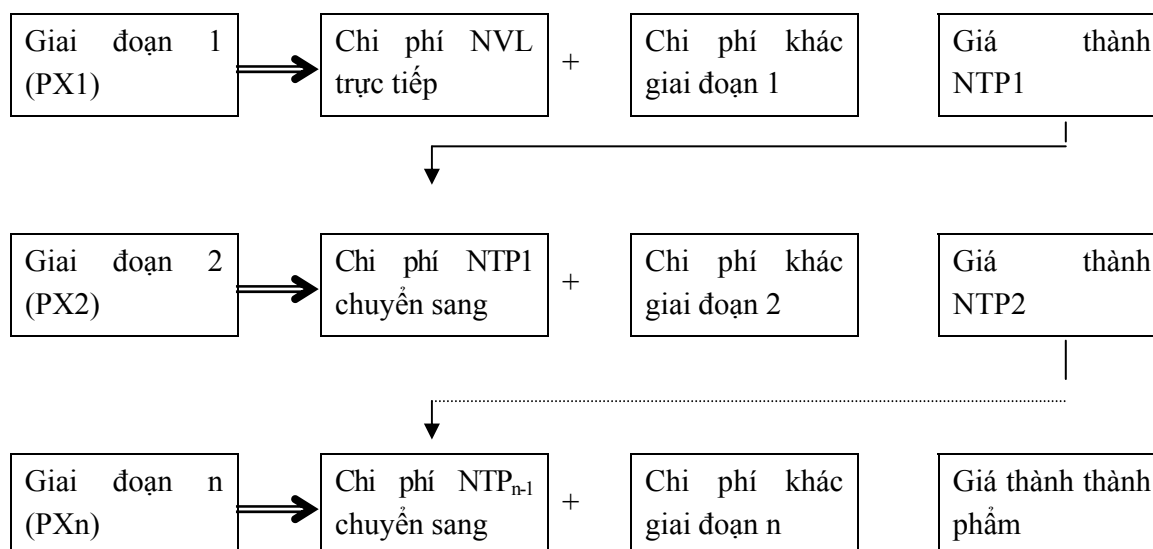 Giai đoạn 1
(PX1)
Chi phí NVL
trực tiếp
+
Chi phí khác
giai đoạn 1
Giá thành
NTP1
Giai đoạn 2
(PX2)
Chi phí NTP1
chuyển sang
+
Chi phí khác
giai đoạn 2
Giá thành
NTP2
Giai đoạn n
(PXn)
Chi phí NTPn-1
chuyển sang
+
Chi phí khác
giai đoạn n
Giá thành thành
phẩm